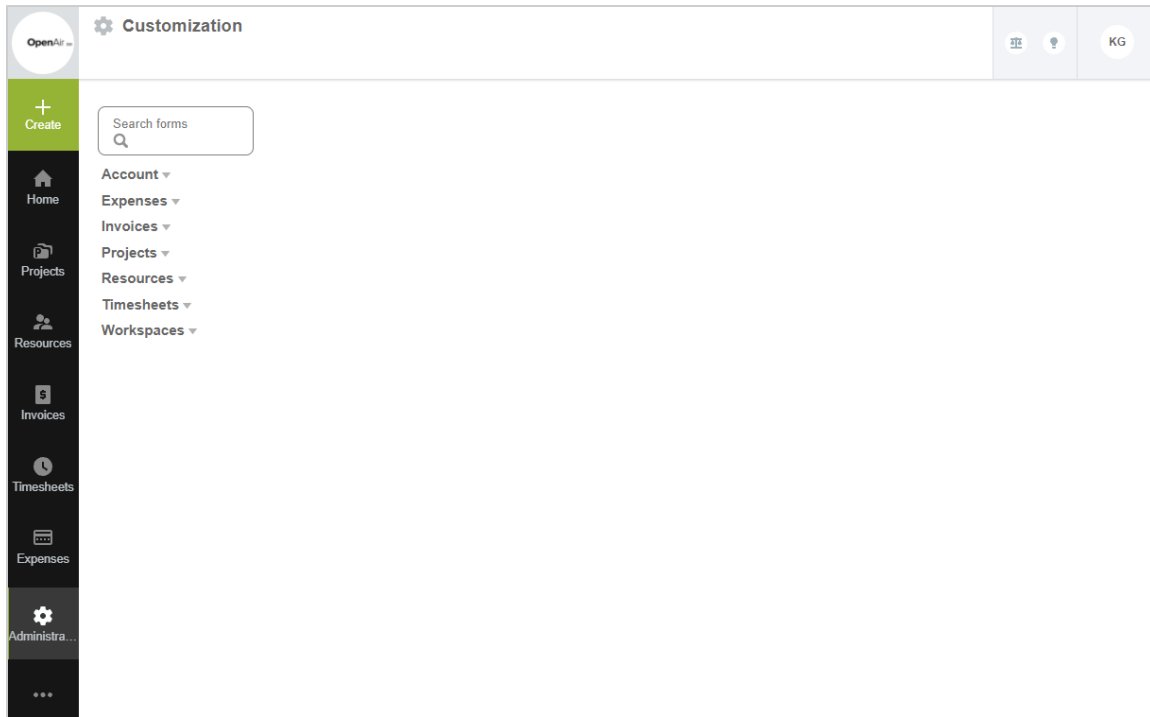 OpenAir
Customization
KG
Create
Home
Projects
Resources
Invoices
Timesheets
Expenses
Administra...
Search forms
Account
Expenses
Invoices
Projects
Resources
Timesheets
Workspaces